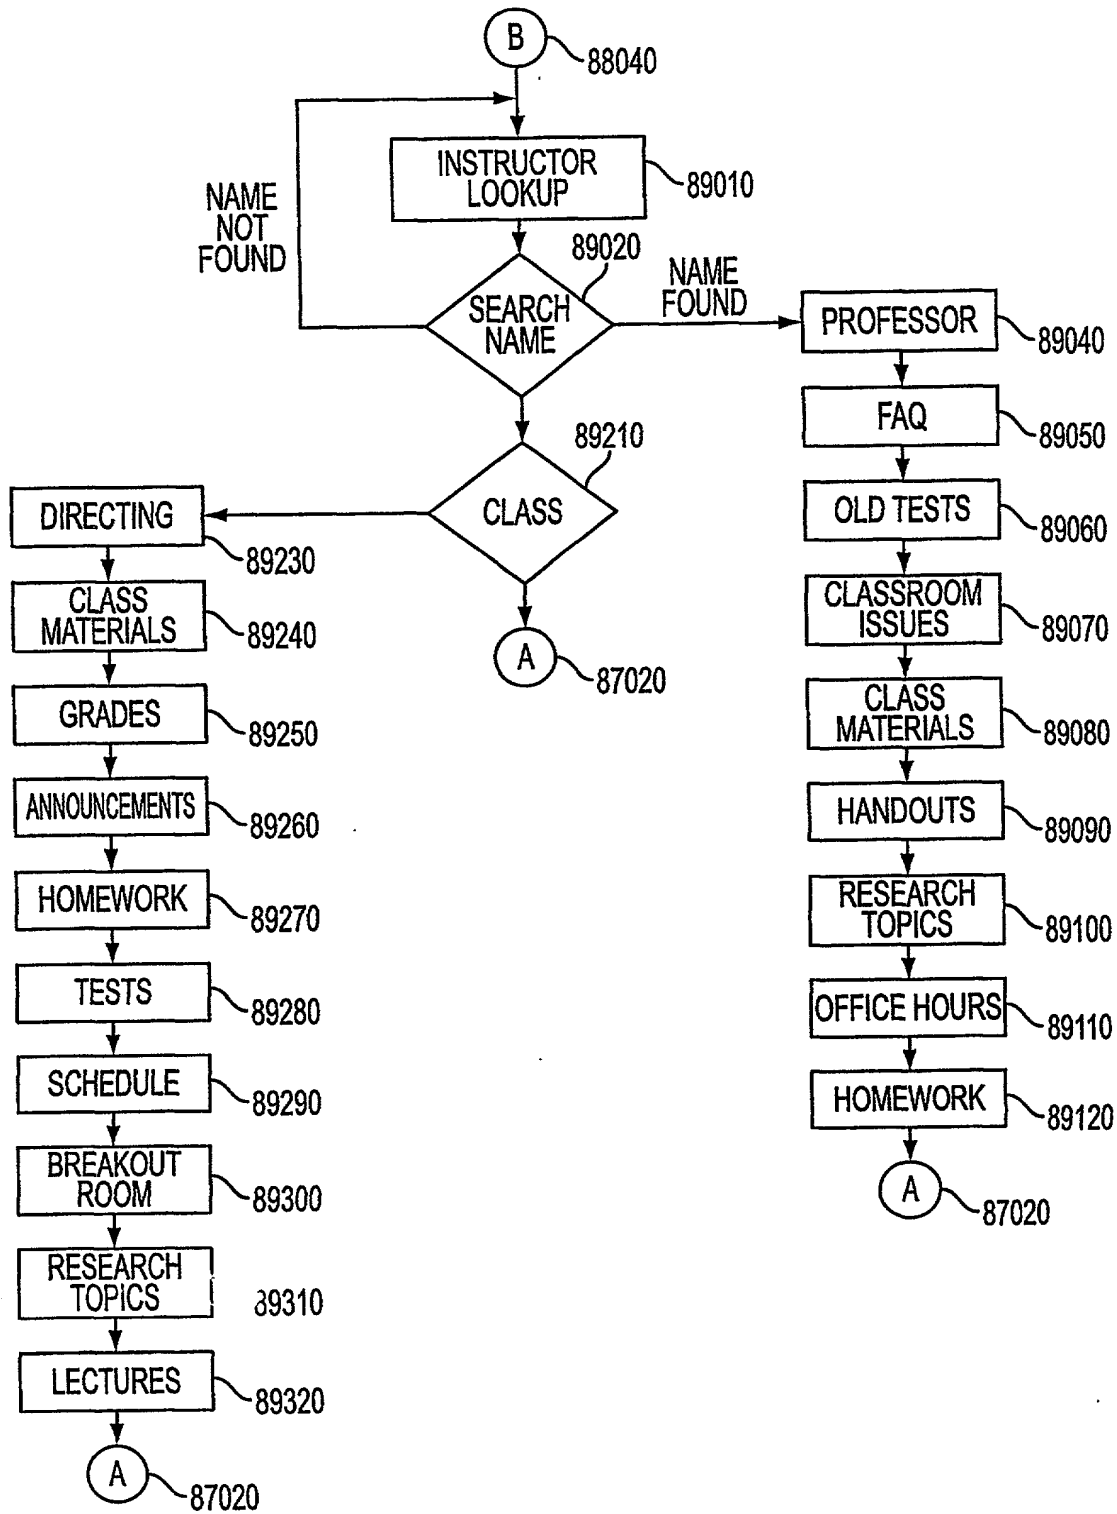 B
88040
INSTRUCTOR
LOOKUP
89010
NAME
NOT
FOUND
89020
SEARCH
NAME
NAME
FOUND
PROFESSOR
89040
FAQ
89050
OLD TESTS
89060
CLASSROOM
ISSUES
89070
CLASS
MATERIALS
89080
HANDOUTS
89090
RESEARCH
TOPICS
89100
OFFICE HOURS
89110
HOMEWORK
89120
A
87020
89210
CLASS
A
87020
DIRECTING
89230
CLASS
MATERIALS
89240
GRADES
89250
ANNOUNCEMENTS
89260
HOMEWORK
89270
TESTS
89280
SCHEDULE
89290
BREAKOUT
ROOM
89300
RESEARCH
TOPICS
89310
LECTURES
89320
A
87020